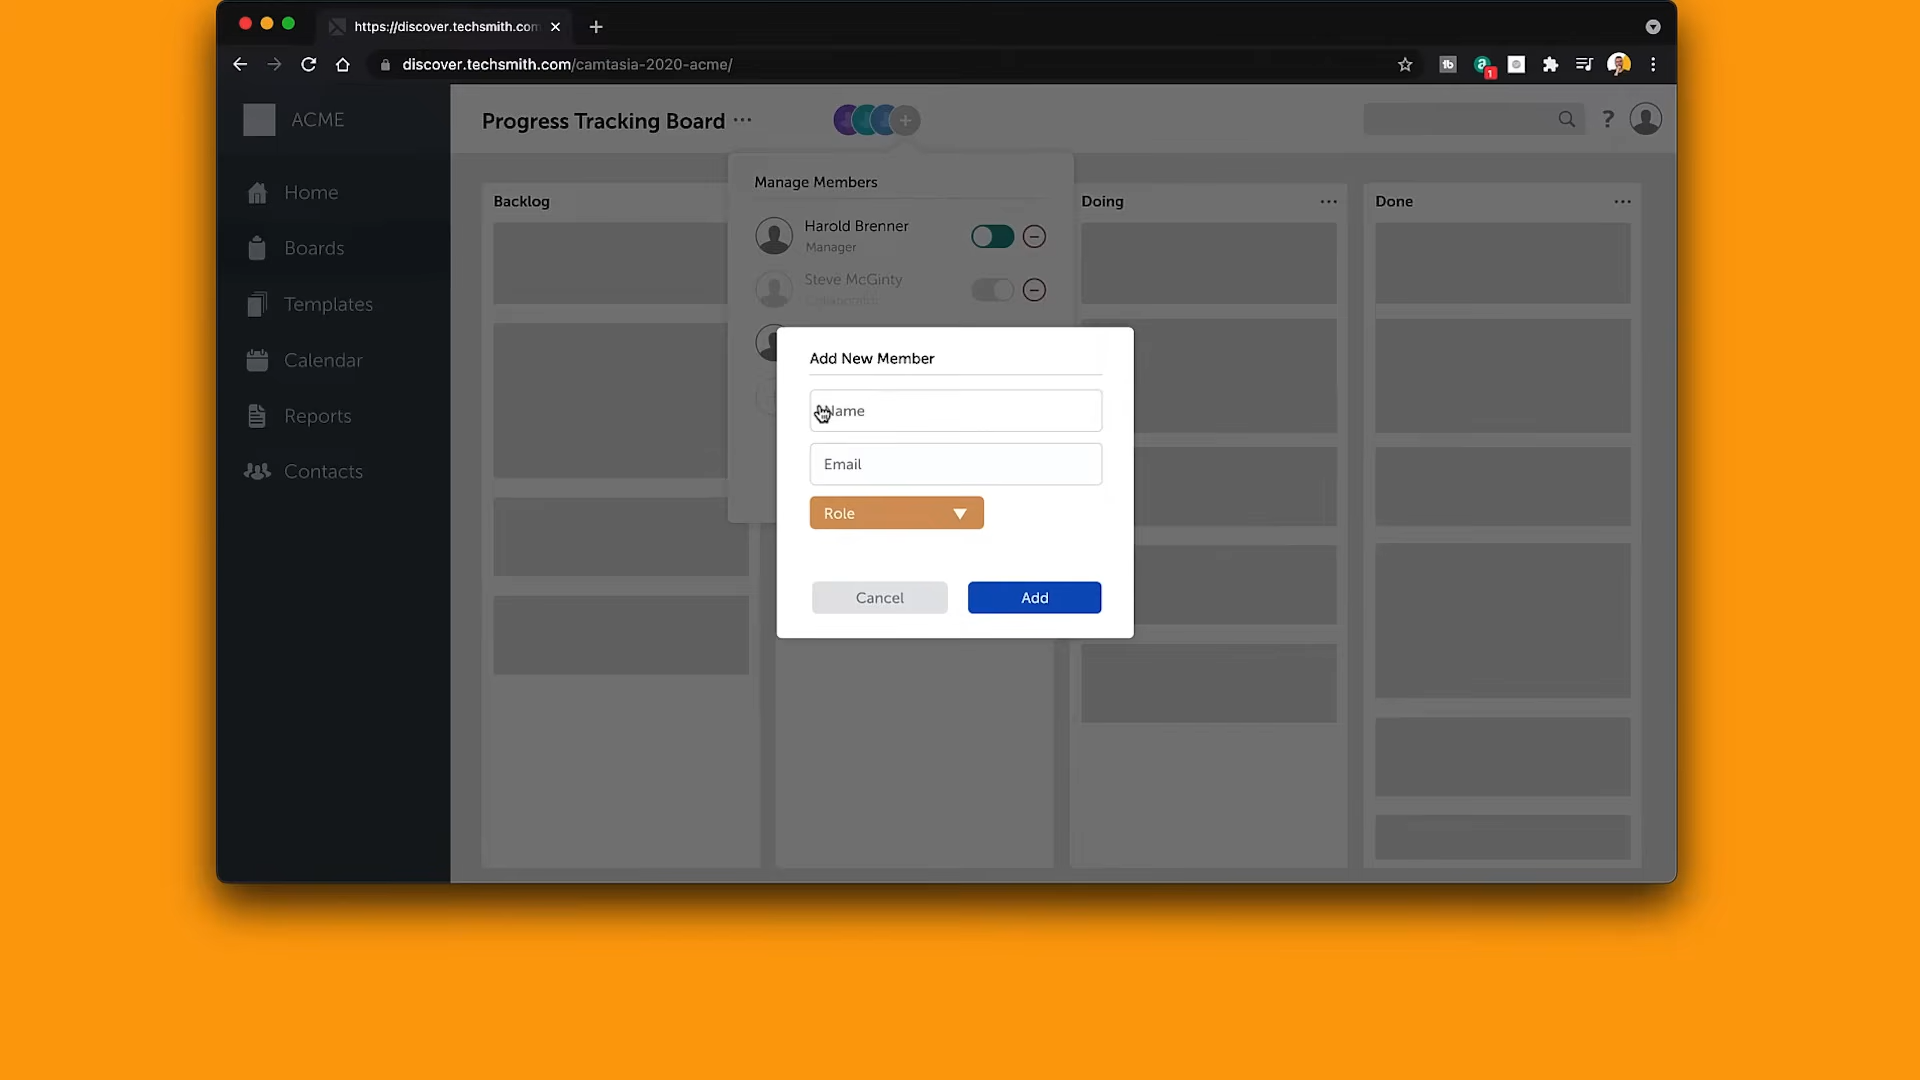 https://discover.techsmith.com
discover.techsmith.com/camtasia-2020-acme/
1
ACME
Progress Tracking Board
?
Home
Boards
Templates
Calendar
Reports
Contacts
Backlog
Manage Members
Harold Brenner
Manager
Steve McGinty
Doing
Done
Add New Member
Name
Email
Role
Cancel
Add